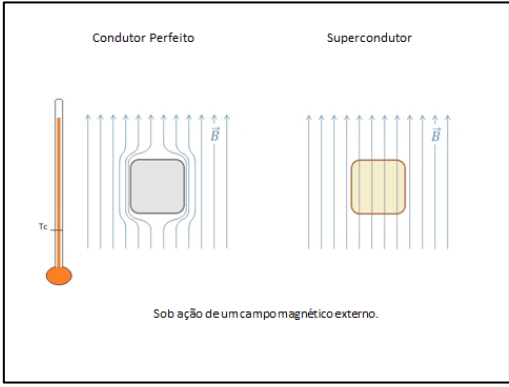 Condutor Perfeito
Supercondutor
B
B
Tc
Sob ação de um campo magnético externo.